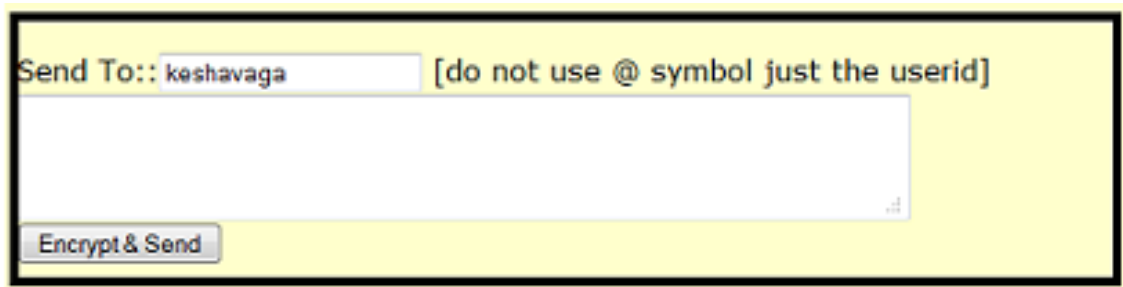 Send To:: keshavaga [do not use @ symbol just the userid]
Encrypt & Send